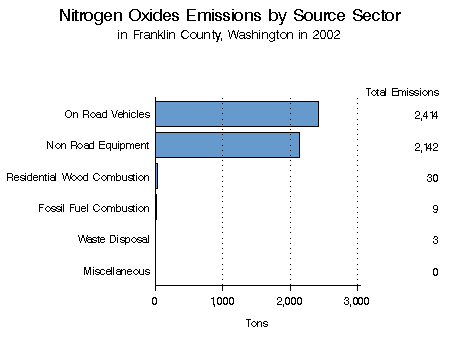 Nitrogen Oxides Emissions by Source Sector
in Franklin County, Washington in 2002
Total Emissions
On Road Vehicles 2,414
Non Road Equipment 2,142
Residential Wood Combustion 30
Fossil Fuel Combustion 9
Waste Disposal 3
Miscellaneous 0
0 1,000 2,000 3,000
Tons